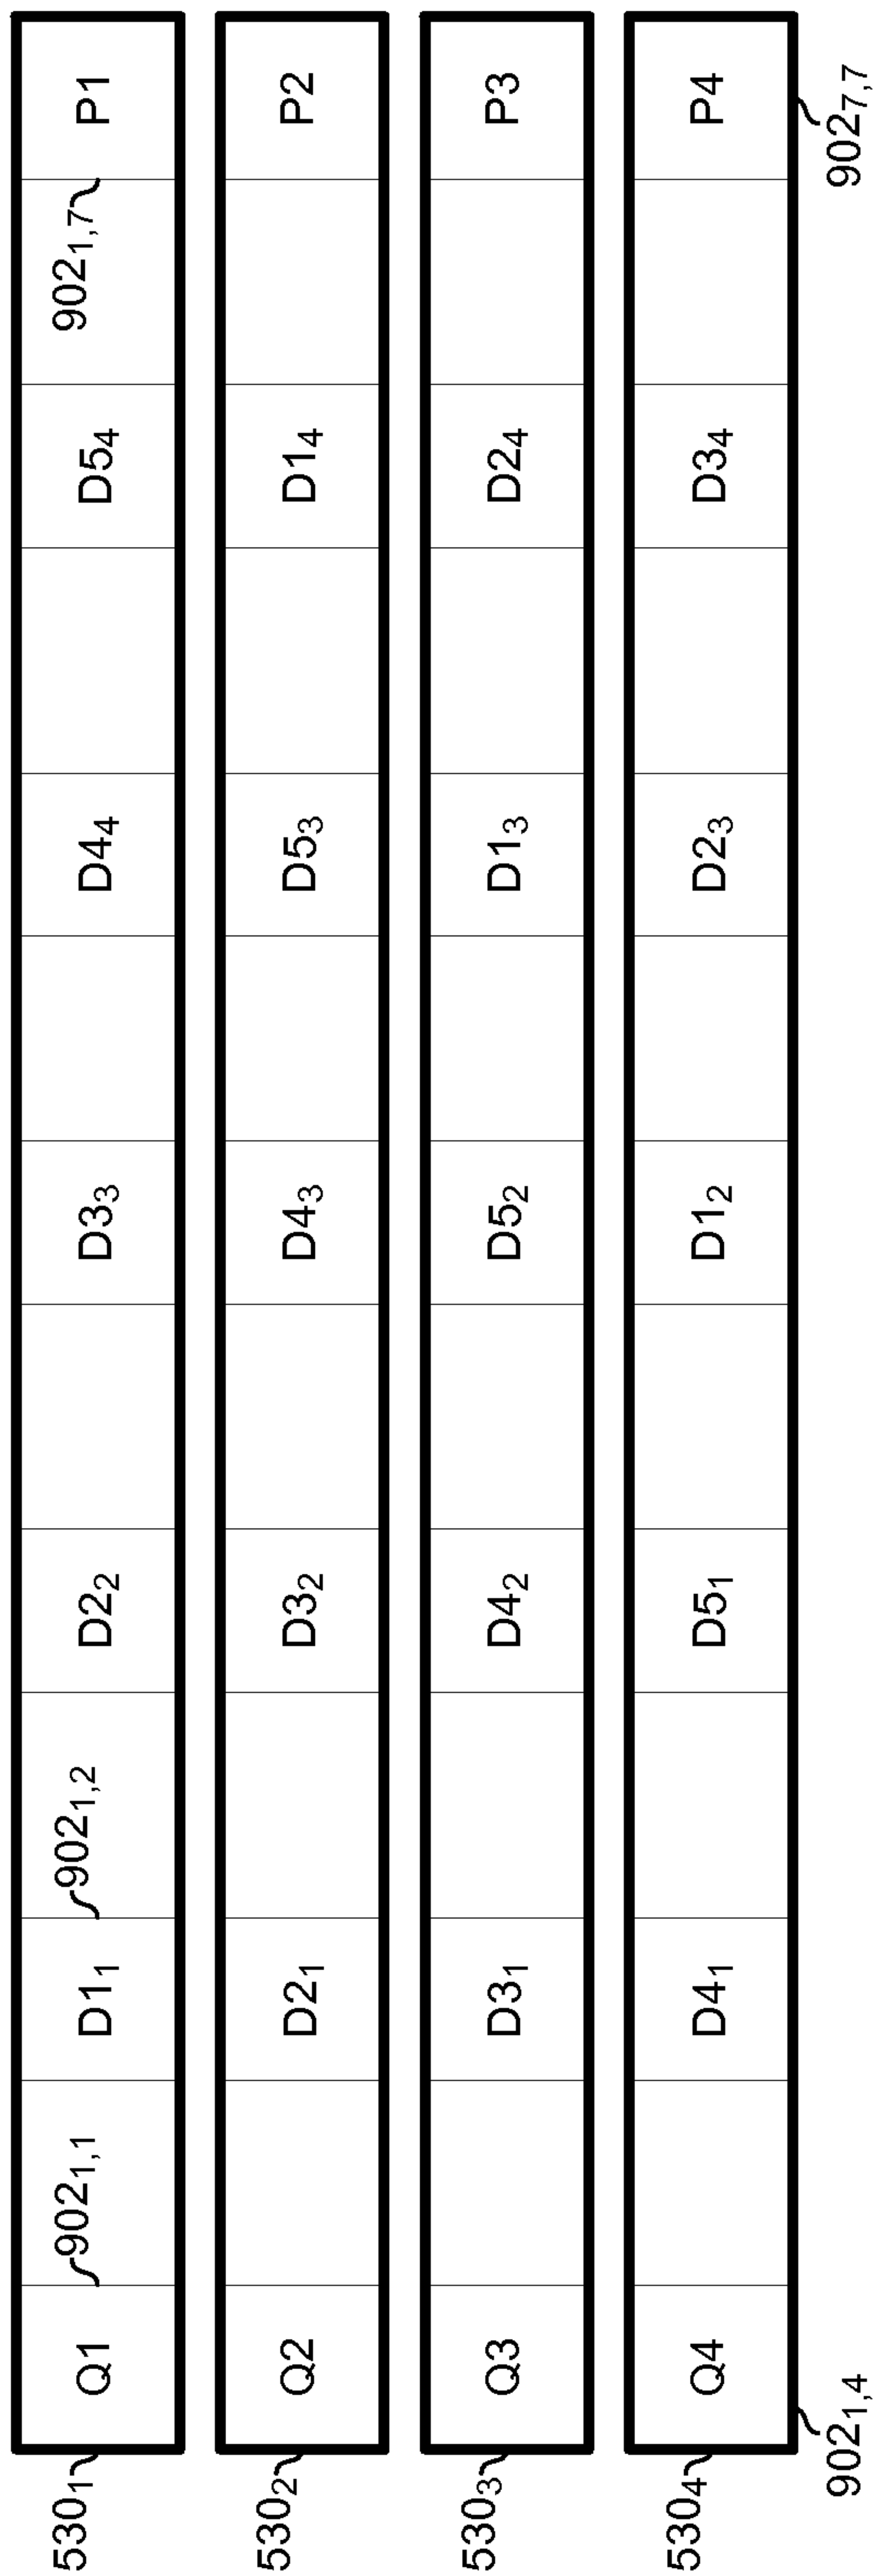 530₁ Q1 902₁,₁ D1₁ 902₁,₂ D2₂ D3₃ D4₄ D5₄ 902₁,₇ P1
530₂ Q2 D2₁ D3₂ D4₃ D5₃ D1₄ P2
530₃ Q3 D3₁ D4₂ D5₂ D1₃ D2₄ P3
530₄ Q4 D4₁ D5₁ D1₂ D2₃ D3₄ P4
902₁,₄ 902₇,₇